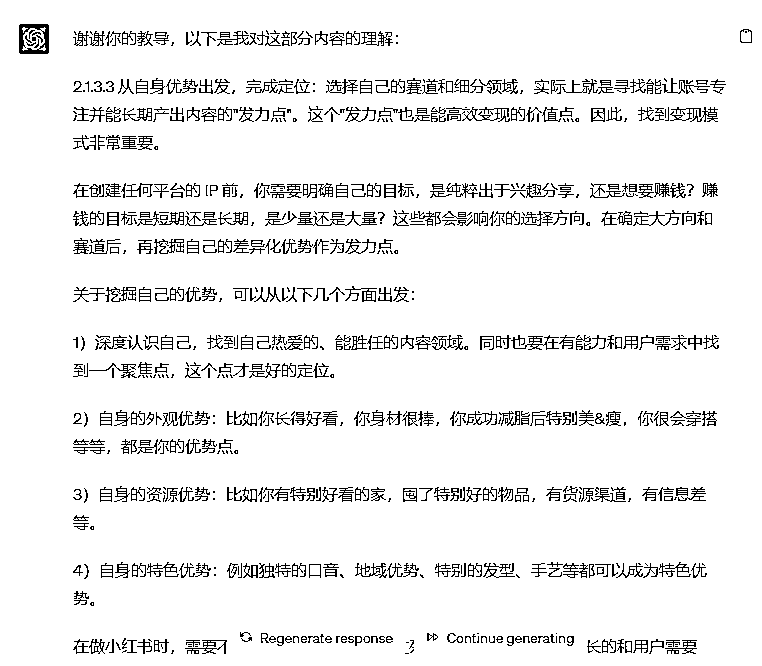 谢谢你的教导，以下是我对这部分内容的理解：
2.1.3.3 从自身优势出发，完成定位：选择自己的赛道和细分领域，实际上就是寻找能让账号专
注并能长期产出内容的"发力点"。这个"发力点"也是能高效变现的价值点。因此，找到变现模
式非常重要。
在创建任何平台的 IP 前，你需要明确自己的目标，是纯粹出于兴趣分享，还是想要赚钱？赚
钱的目标是短期还是长期，是少量还是大量？这些都会影响你的选择方向。在确定大方向和
赛道后，再挖掘自己的差异化优势作为发力点。
关于挖掘自己的优势，可以从以下几个方面出发：
1）深度认识自己，找到自己热爱的、能胜任的内容领域。同时也要在有能力和用户需求中找
到一个聚焦点，这个点才是好的定位。
2）自身的外观优势：比如你长得好看，你身材很棒，你成功减脂后特别美&瘦，你很会穿搭
等等，都是你的优势点。
3）自身的资源优势：比如你有特别好看的家，囤了特别好的物品，有货源渠道，有信息差
等。
4）自身的特色优势：例如独特的口音、地域优势、特别的发型、手艺等都可以成为特色优
势。
在做小红书时，需要 Regenerate response Continue generating 长的和用户需要